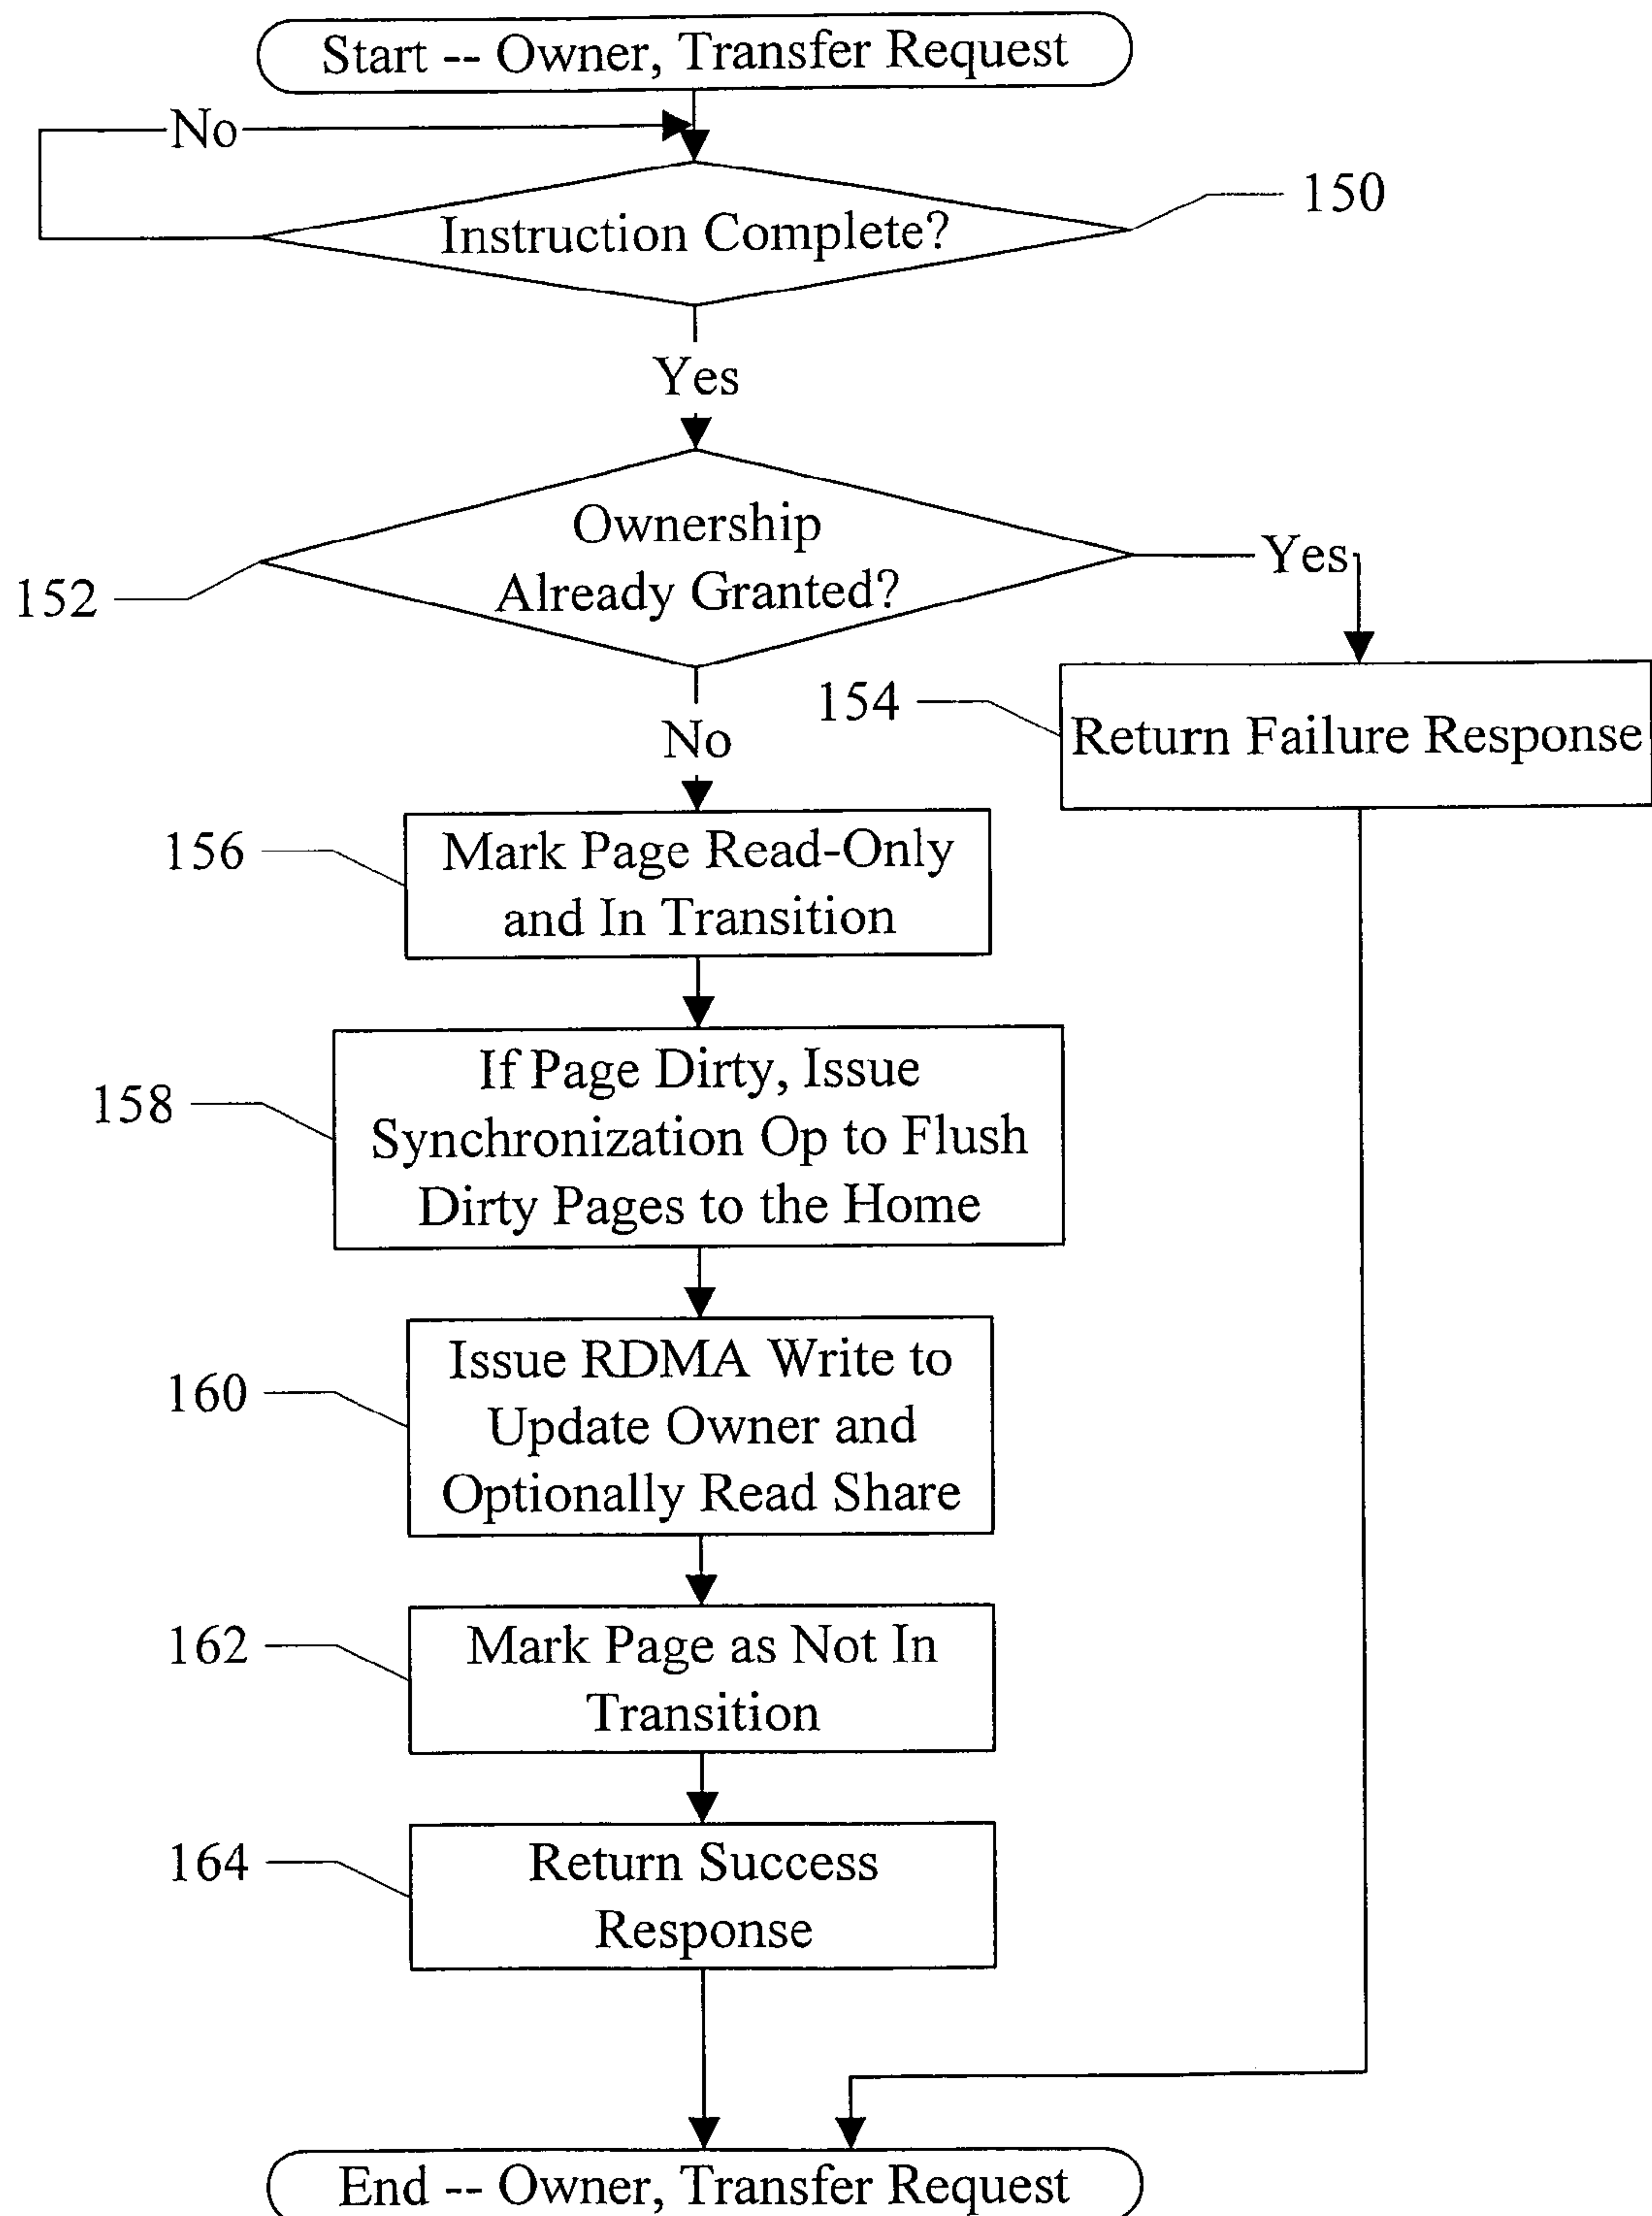 Start -- Owner, Transfer Request
No
150
Instruction Complete?
Yes
Ownership
Already Granted?
Yes
152
154
Return Failure Response
No
156
Mark Page Read-Only
and In Transition
158
If Page Dirty, Issue
Synchronization Op to Flush
Dirty Pages to the Home
160
Issue RDMA Write to
Update Owner and
Optionally Read Share
162
Mark Page as Not In
Transition
164
Return Success
Response
End -- Owner, Transfer Request